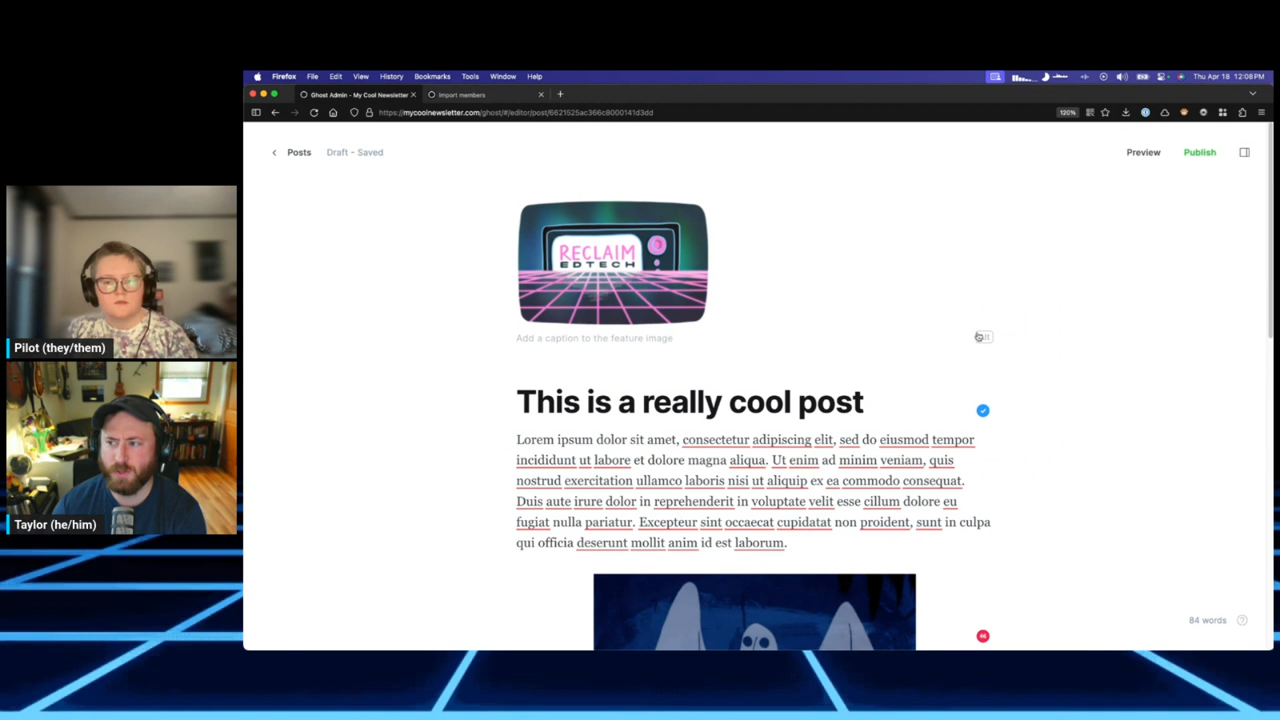 Firefox File Edit View History Bookmarks Tools Window Help
Thu Apr 18 12:08 PM
Ghost Admin - My Cool Newsletter
Import members
https://mycoolnewsletter.com/ghost/#/editor/post/6621525ac366c8000141d3dd
120%
Posts
Draft - Saved
Preview
Publish
RECLAIM
EDTECH
Add a caption to the feature image
This is a really cool post
Lorem ipsum dolor sit amet, consectetur adipiscing elit, sed do eiusmod tempor
incididunt ut labore et dolore magna aliqua. Ut enim ad minim veniam, quis
nostrud exercitation ullamco laboris nisi ut aliquip ex ea commodo consequat.
Duis aute irure dolor in reprehenderit in voluptate velit esse cillum dolore eu
fugiat nulla pariatur. Excepteur sint occaecat cupidatat non proident, sunt in culpa
qui officia deserunt mollit anim id est laborum.
84 words
Pilot (they/them)
Taylor (he/him)